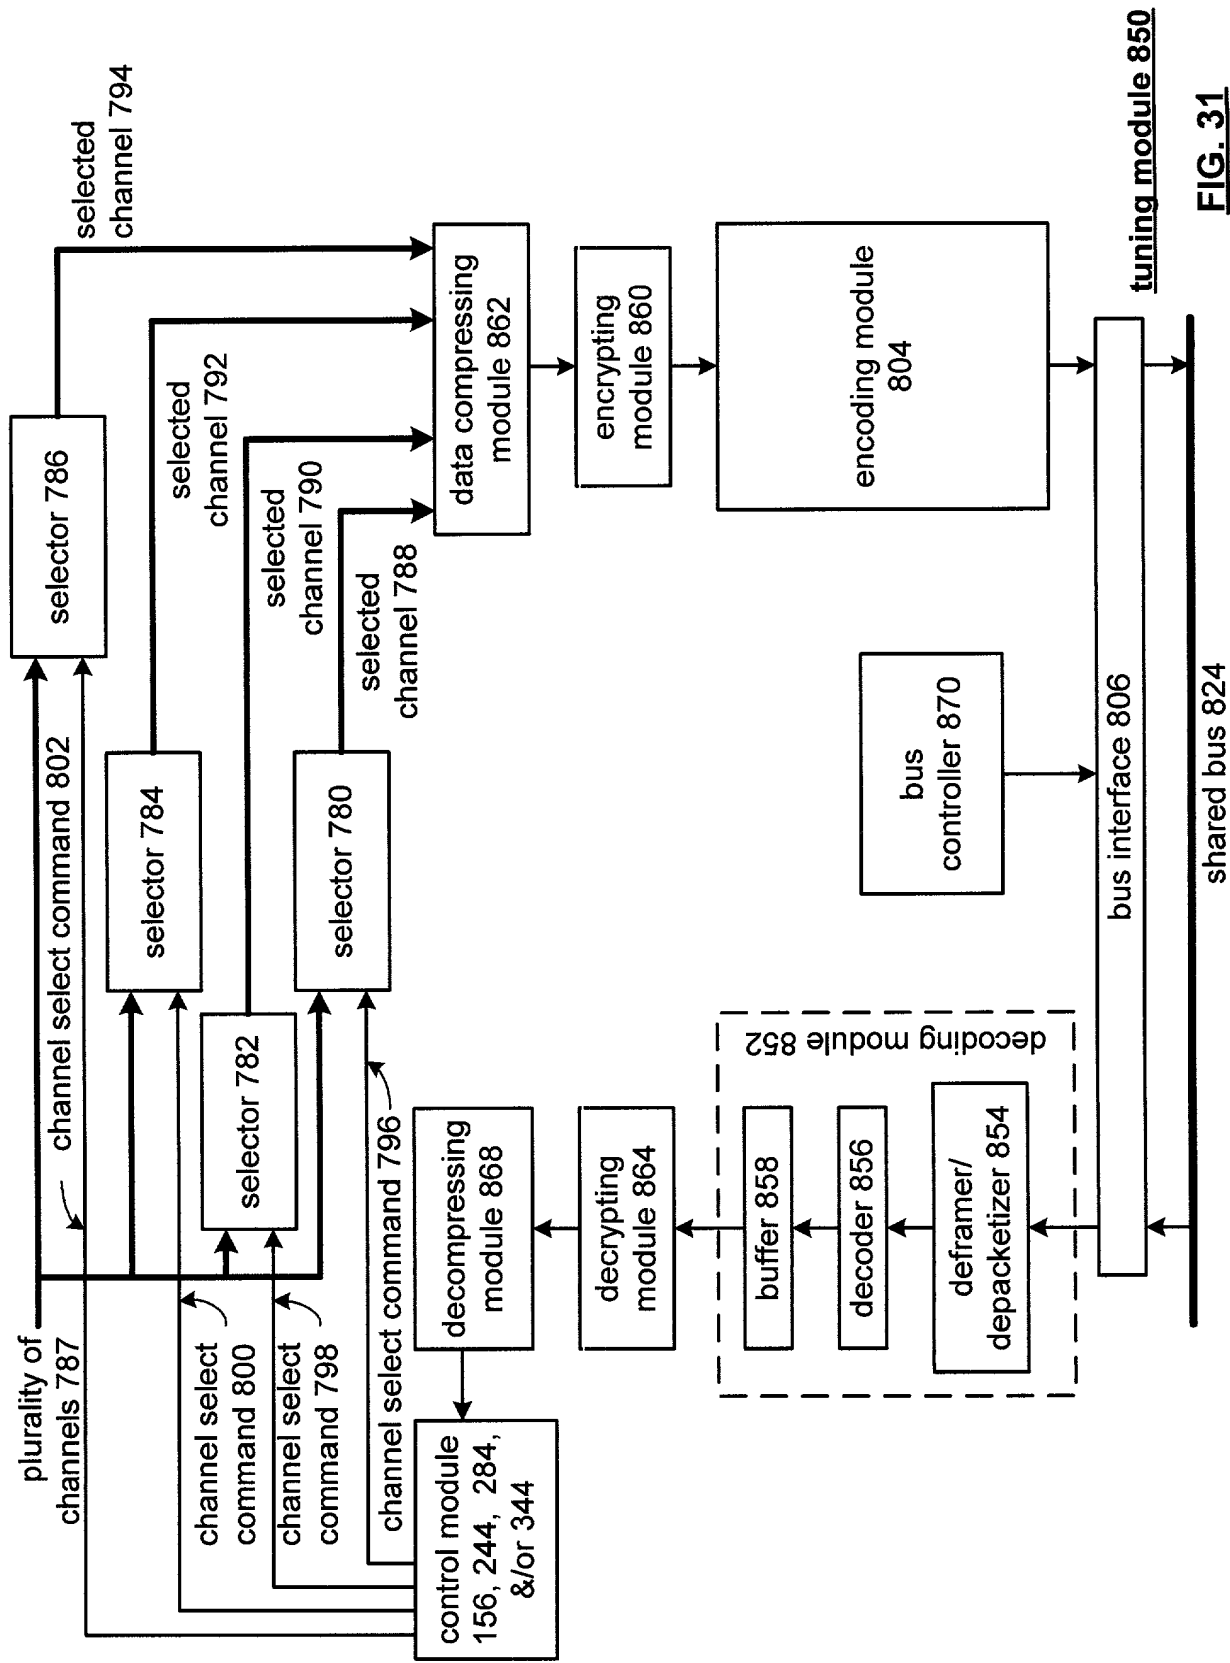 plurality of
channels 787
channel select command 802
selector 786
selected
channel 794
selector 784
selected
channel 792
channel select
command 800
selector 782
selected
channel 790
channel select
command 798
selector 780
selected
channel 788
channel select command 796
control module
156, 244, 284,
&/or 344
decompressing
module 868
data compressing
module 862
decrypting
module 864
encrypting
module 860
buffer 858
decoder 856
deframer/
depacketizer 854
decoding module 852
bus
controller 870
encoding module
804
bus interface 806
shared bus 824
tuning module 850
FIG. 31